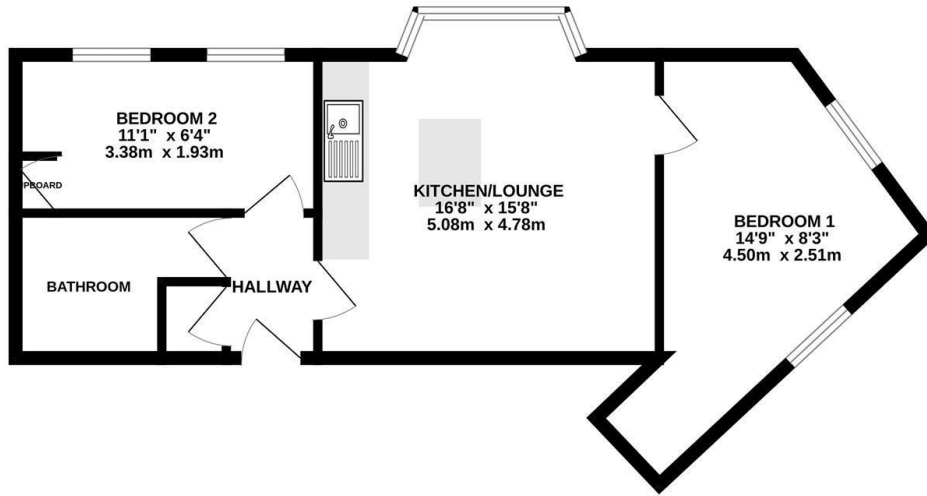 BEDROOM 2
11'1" x 6'4"
3.38m x 1.93m
PBOARD
KITCHEN/LOUNGE
16'8" x 15'8"
5.08m x 4.78m
BEDROOM 1
14'9" x 8'3"
4.50m x 2.51m
BATHROOM
HALLWAY